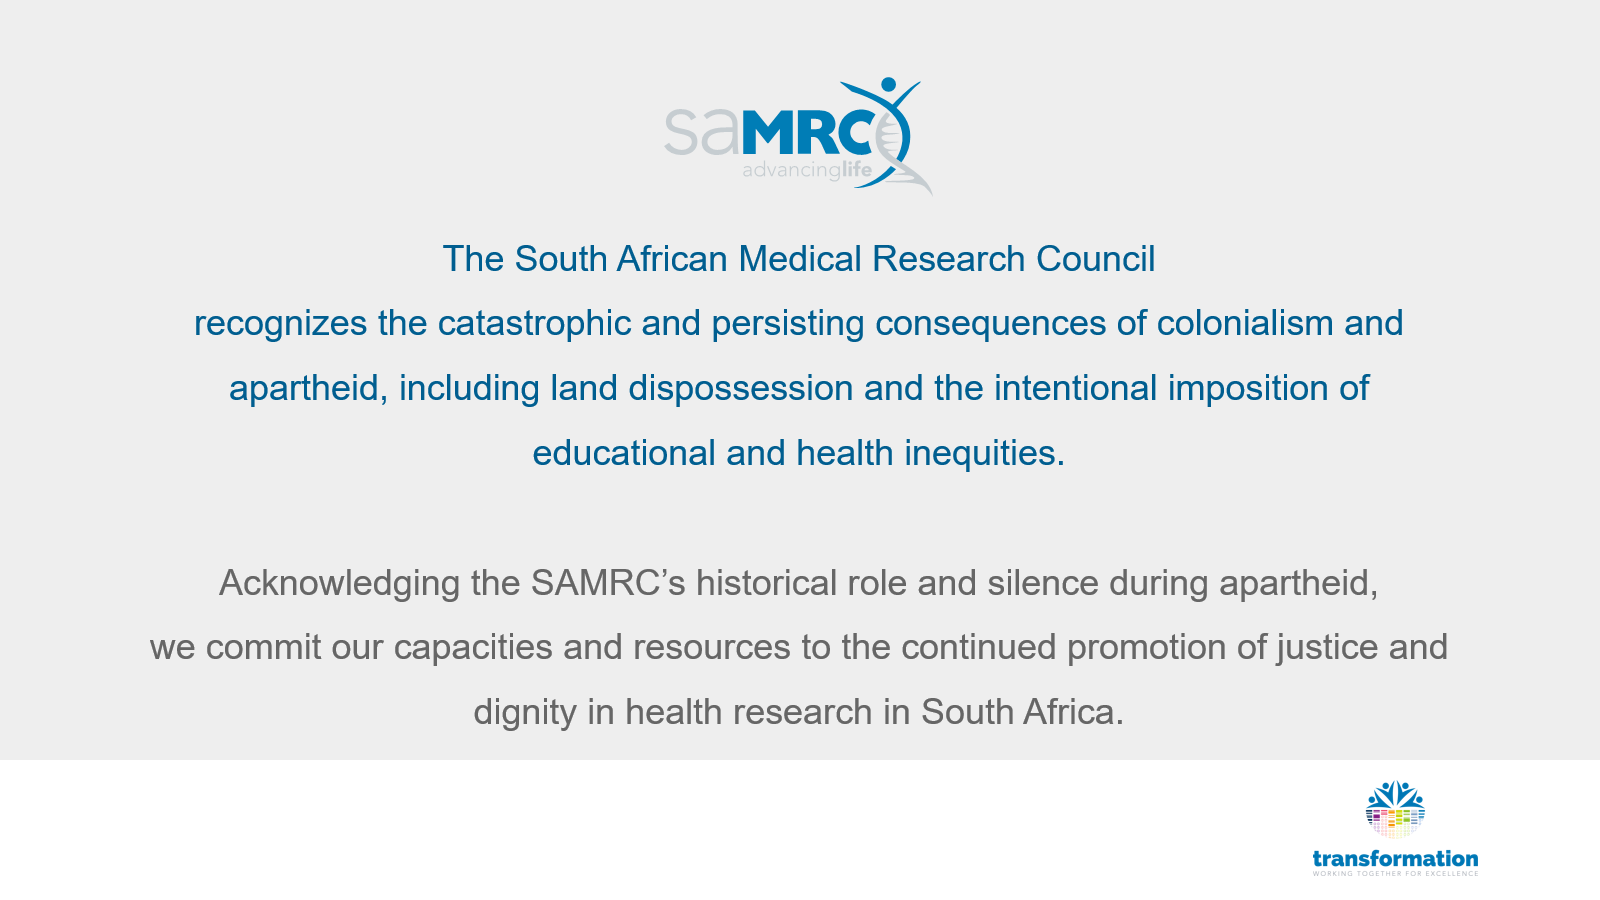 saMRC
advancinglife
The South African Medical Research Council
recognizes the catastrophic and persisting consequences of colonialism and
apartheid, including land dispossession and the intentional imposition of
educational and health inequities.
Acknowledging the SAMRC’s historical role and silence during apartheid,
we commit our capacities and resources to the continued promotion of justice and
dignity in health research in South Africa.
transformation
WORKING TOGETHER FOR EXCELLENCE